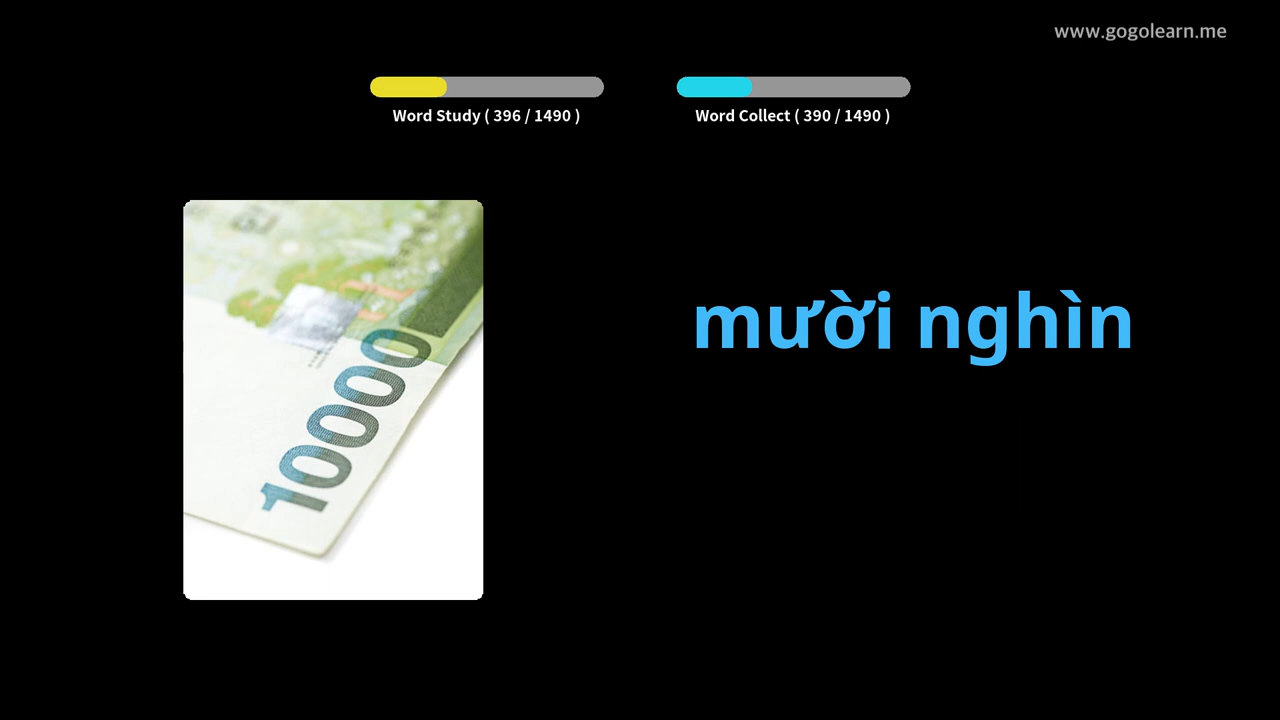 www.gogolearn.me
Word Study ( 396 / 1490 )
Word Collect ( 390 / 1490 )
mười nghìn
10000